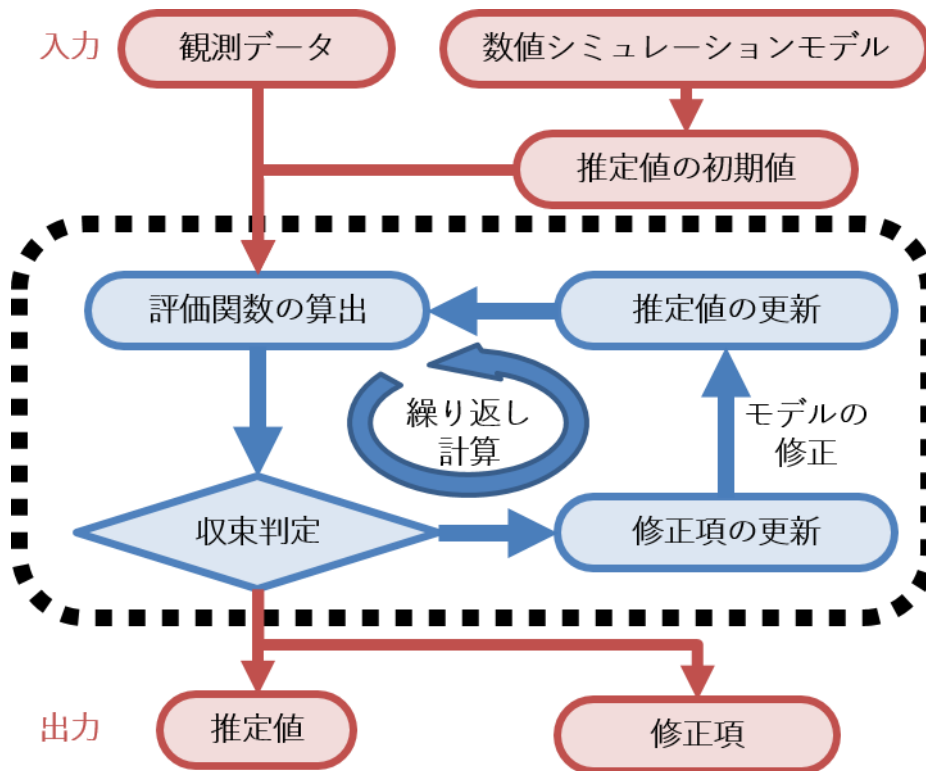 入力
観測データ
数値シミュレーションモデル
推定値の初期値
評価関数の算出
推定値の更新
繰り返し
計算
モデルの
修正
収束判定
修正項の更新
出力
推定値
修正項